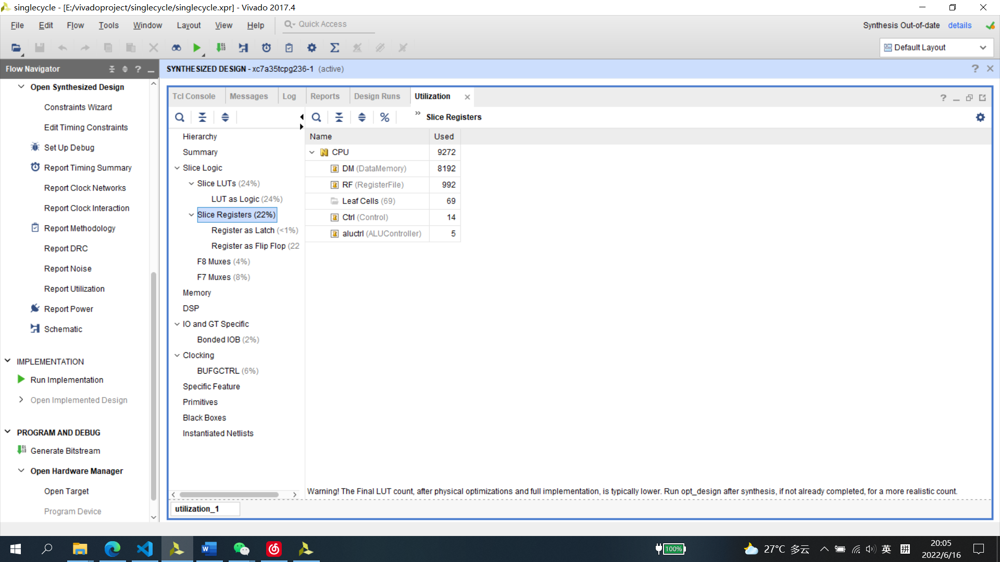 singlecycle - [E:/vivadoproject/singlecycle/singlecycle.xpr] - Vivado 2017.4
File Edit Flow Tools Window Layout View Help Quick Access
Synthesis Out-of-date details
Default Layout
Flow Navigator
SYNTHESIZED DESIGN - xc7a35tcpg236-1 (active)
Open Synthesized Design
Constraints Wizard
Edit Timing Constraints
Set Up Debug
Report Timing Summary
Report Clock Networks
Report Clock Interaction
Report Methodology
Report DRC
Report Noise
Report Utilization
Report Power
Schematic
IMPLEMENTATION
Run Implementation
Open Implemented Design
PROGRAM AND DEBUG
Generate Bitstream
Open Hardware Manager
Open Target
Program Device
Tcl Console Messages Log Reports Design Runs Utilization
Hierarchy
Summary
Slice Logic
Slice LUTs (24%)
LUT as Logic (24%)
Slice Registers (22%)
Register as Latch (<1%)
Register as Flip Flop (22
F8 Muxes (4%)
F7 Muxes (8%)
Memory
DSP
IO and GT Specific
Bonded IOB (2%)
Clocking
BUFGCTRL (6%)
Specific Feature
Primitives
Black Boxes
Instantiated Netlists
% » Slice Registers
Name Used
CPU 9272
DM (DataMemory) 8192
RF (RegisterFile) 992
Leaf Cells (69) 69
Ctrl (Control) 14
aluctrl (ALUController) 5
Warning! The Final LUT count, after physical optimizations and full implementation, is typically lower. Run opt_design after synthesis, if not already completed, for a more realistic count.
utilization_1
100%
27°C 多云
英
拼
20:05
2022/6/16